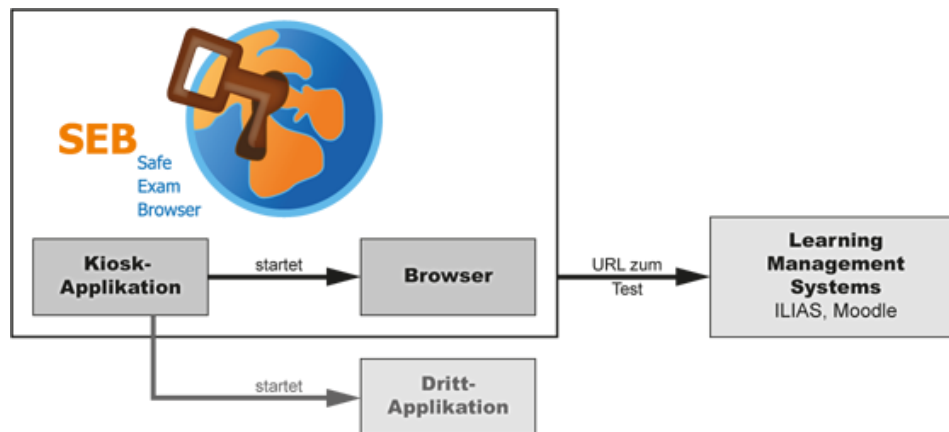 SEB
Safe
Exam
Browser
Kiosk-
Applikation
startet
Browser
URL zum
Test
Learning
Management
Systems
ILIAS, Moodle
startet
Dritt-
Applikation